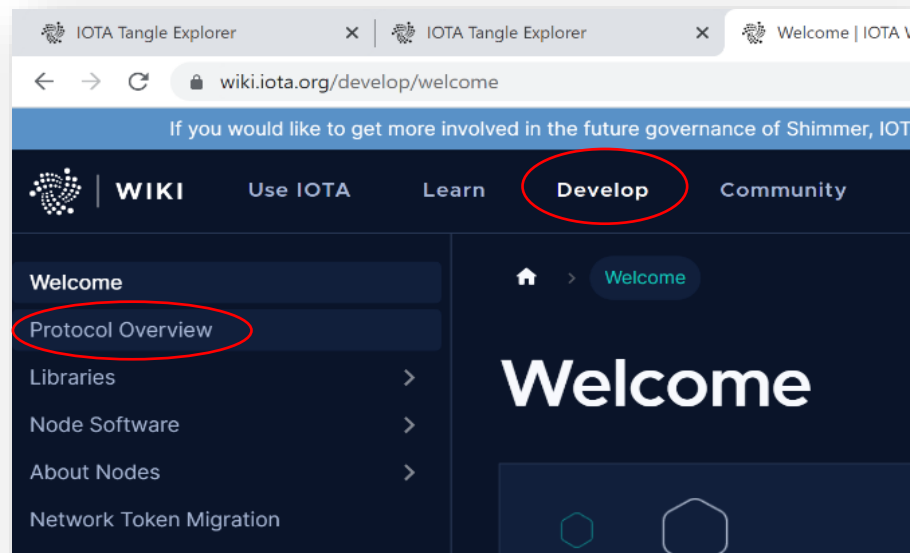 IOTA Tangle Explorer
IOTA Tangle Explorer
Welcome | IOTA W
wiki.iota.org/develop/welcome
If you would like to get more involved in the future governance of Shimmer, IOT
WIKI
Use IOTA
Learn
Develop
Community
Welcome
Protocol Overview
Libraries
Node Software
About Nodes
Network Token Migration
Welcome
Welcome